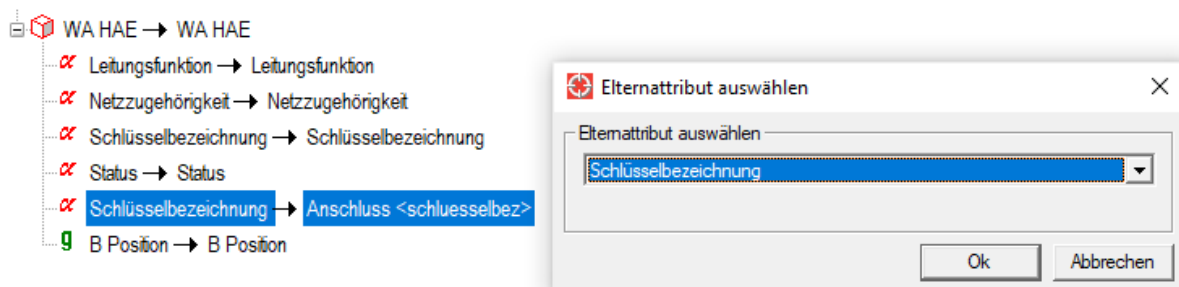 WA HAE → WA HAE
α Leitungsfunktion → Leitungsfunktion
α Netzzugehörigkeit → Netzzugehörigkeit
α Schlüsselbezeichnung → Schlüsselbezeichnung
α Status → Status
α Schlüsselbezeichnung → Anschluss <schluesselbez>
g B Position → B Position
Elternattribut auswählen
Elternattribut auswählen
Schlüsselbezeichnung
Ok Abbrechen